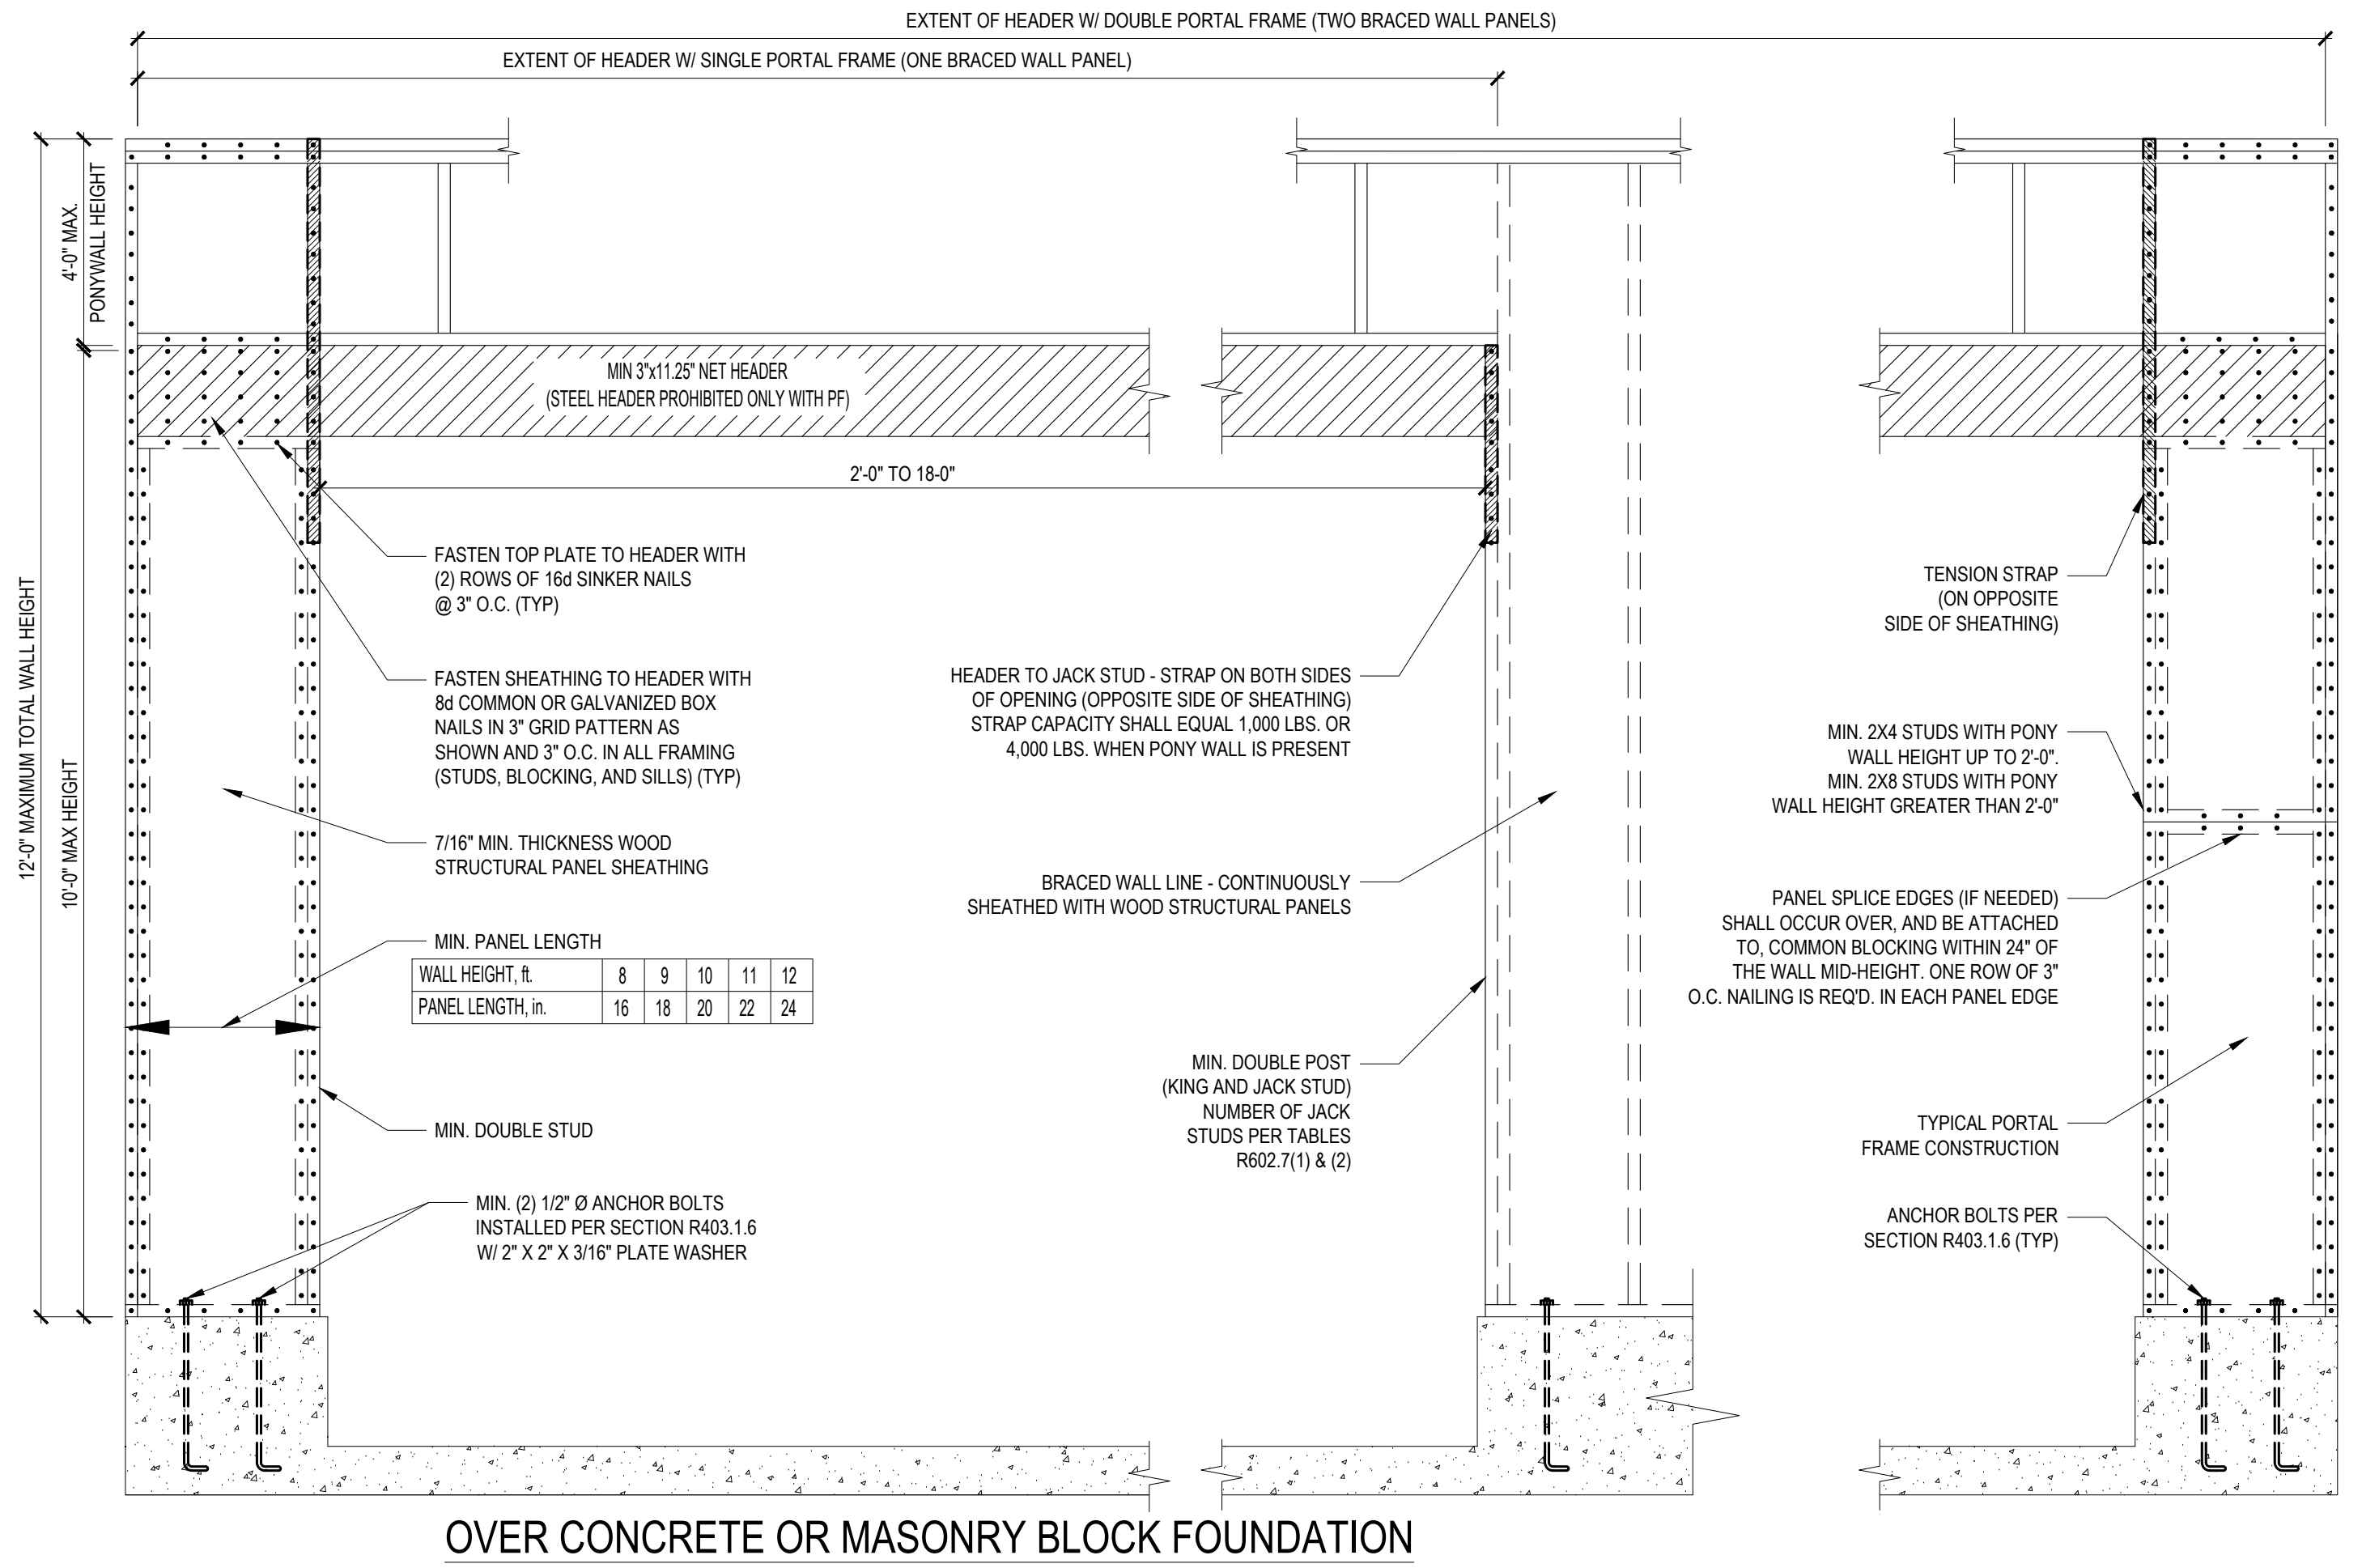 EXTENT OF HEADER W/ DOUBLE PORTAL FRAME (TWO BRACED WALL PANELS)
EXTENT OF HEADER W/ SINGLE PORTAL FRAME (ONE BRACED WALL PANEL)
4'-0" MAX.
PONYWALL HEIGHT
12'-0" MAXIMUM TOTAL WALL HEIGHT
10'-0" MAX HEIGHT
MIN 3"x11.25" NET HEADER
(STEEL HEADER PROHIBITED ONLY WITH PF)
2'-0" TO 18-0"
FASTEN TOP PLATE TO HEADER WITH
(2) ROWS OF 16d SINKER NAILS
@ 3" O.C. (TYP)
FASTEN SHEATHING TO HEADER WITH
8d COMMON OR GALVANIZED BOX
NAILS IN 3" GRID PATTERN AS
SHOWN AND 3" O.C. IN ALL FRAMING
(STUDS, BLOCKING, AND SILLS) (TYP)
7/16" MIN. THICKNESS WOOD
STRUCTURAL PANEL SHEATHING
MIN. PANEL LENGTH
WALL HEIGHT, ft. 8 9 10 11 12
PANEL LENGTH, in. 16 18 20 22 24
MIN. DOUBLE STUD
MIN. (2) 1/2" Ø ANCHOR BOLTS
INSTALLED PER SECTION R403.1.6
W/ 2" X 2" X 3/16" PLATE WASHER
HEADER TO JACK STUD - STRAP ON BOTH SIDES
OF OPENING (OPPOSITE SIDE OF SHEATHING)
STRAP CAPACITY SHALL EQUAL 1,000 LBS. OR
4,000 LBS. WHEN PONY WALL IS PRESENT
BRACED WALL LINE - CONTINUOUSLY
SHEATHED WITH WOOD STRUCTURAL PANELS
MIN. DOUBLE POST
(KING AND JACK STUD)
NUMBER OF JACK
STUDS PER TABLES
R602.7(1) & (2)
TENSION STRAP
(ON OPPOSITE
SIDE OF SHEATHING)
MIN. 2X4 STUDS WITH PONY
WALL HEIGHT UP TO 2'-0".
MIN. 2X8 STUDS WITH PONY
WALL HEIGHT GREATER THAN 2'-0"
PANEL SPLICE EDGES (IF NEEDED)
SHALL OCCUR OVER, AND BE ATTACHED
TO, COMMON BLOCKING WITHIN 24" OF
THE WALL MID-HEIGHT. ONE ROW OF 3"
O.C. NAILING IS REQ'D. IN EACH PANEL EDGE
TYPICAL PORTAL
FRAME CONSTRUCTION
ANCHOR BOLTS PER
SECTION R403.1.6 (TYP)
OVER CONCRETE OR MASONRY BLOCK FOUNDATION